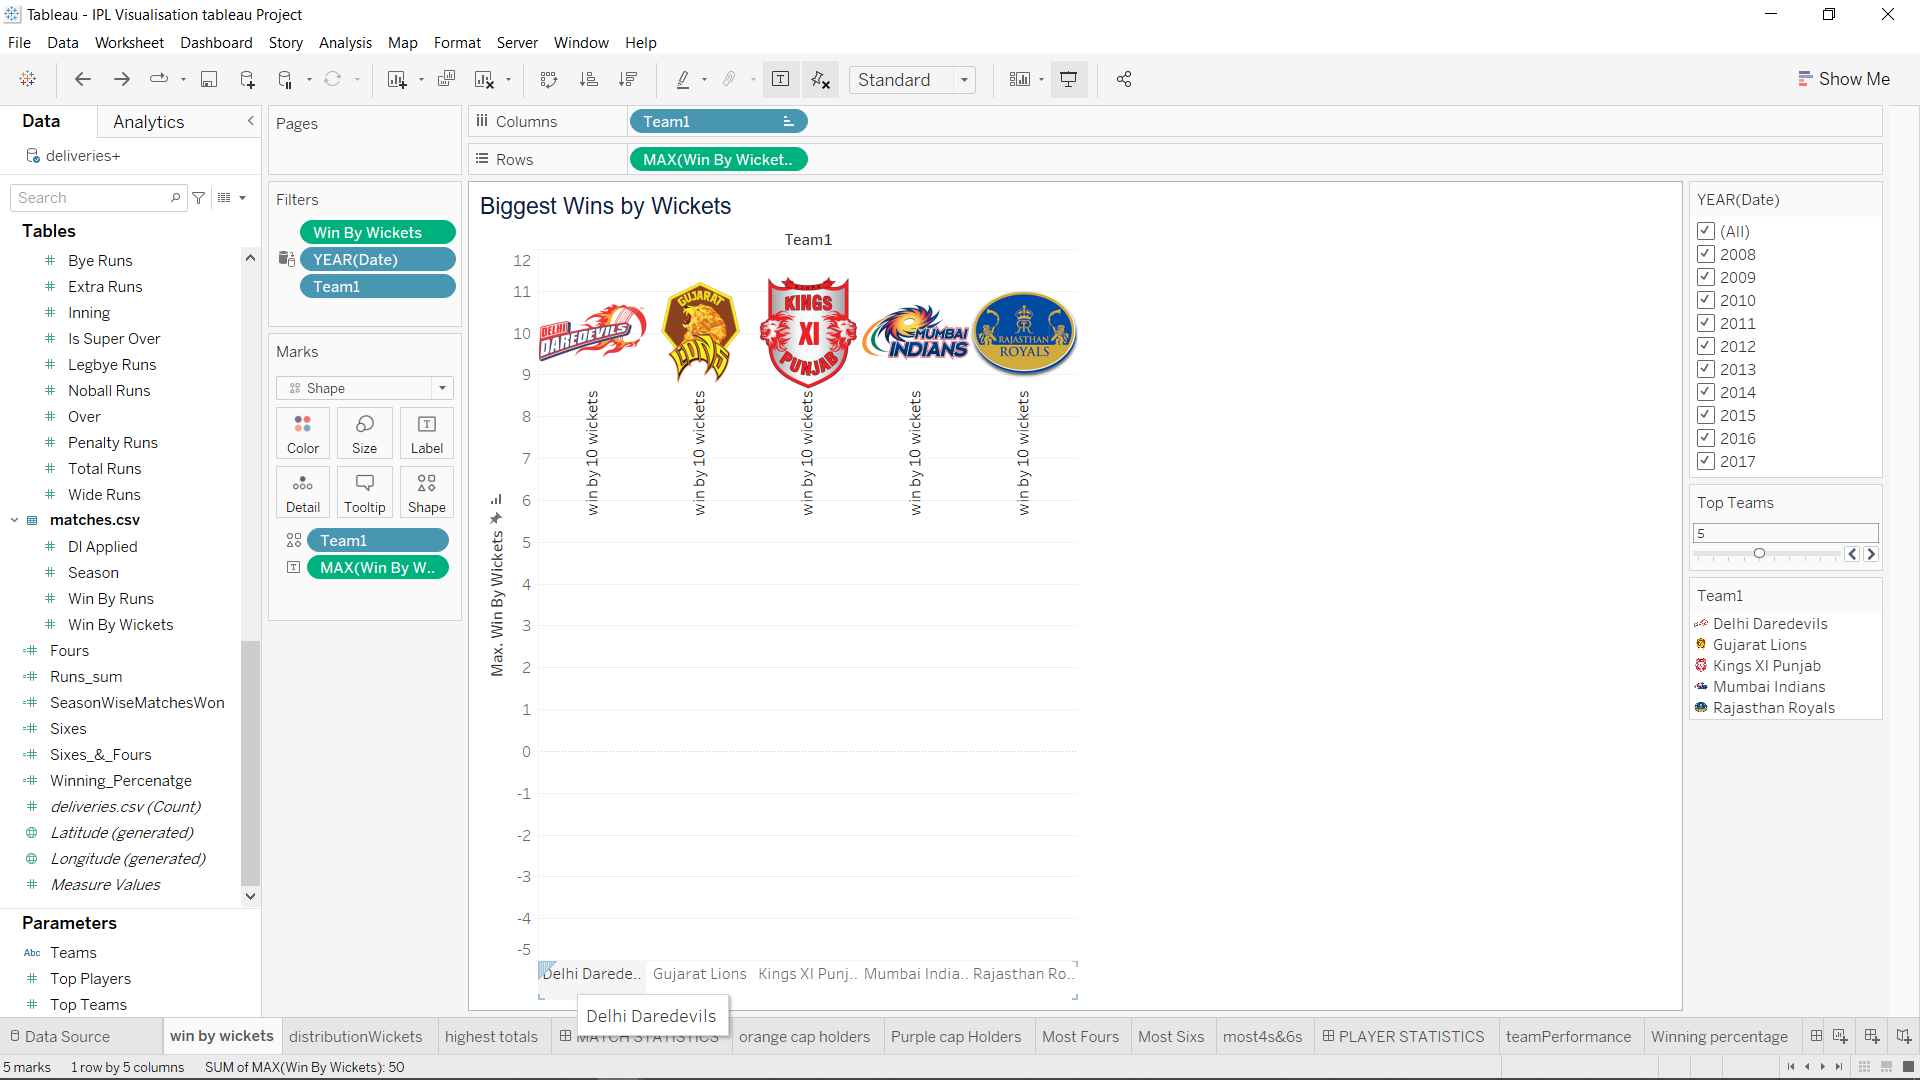 Tableau - IPL Visualisation tableau Project
File Data Worksheet Dashboard Story Analysis Map Format Server Window Help
Standard
Show Me
Data Analytics
deliveries+
Search
Tables
Bye Runs
Extra Runs
Inning
Is Super Over
Legbye Runs
Noball Runs
Over
Penalty Runs
Total Runs
Wide Runs
matches.csv
Dl Applied
Season
Win By Runs
Win By Wickets
Fours
Runs_sum
SeasonWiseMatchesWon
Sixes
Sixes_&_Fours
Winning_Percenatge
deliveries.csv (Count)
Latitude (generated)
Longitude (generated)
Measure Values
Parameters
Abc Teams
Top Players
Top Teams
Pages
Filters
Win By Wickets
YEAR(Date)
Team1
Marks
Shape
Color Size Label
Detail Tooltip Shape
Team1
MAX(Win By W..
Columns Team1
Rows MAX(Win By Wicket..
Biggest Wins by Wickets
Team1
12
11
10
9
8
7
6
5
4
3
2
1
0
-1
-2
-3
-4
-5
Max. Win By Wickets
DELHI DAREDEVILS
GUJARAT LIONS
KINGS XI PUNJAB
MUMBAI INDIANS
RAJASTHAN ROYALS
win by 10 wickets
win by 10 wickets
win by 10 wickets
win by 10 wickets
win by 10 wickets
Delhi Darede.. Gujarat Lions Kings XI Punj.. Mumbai India.. Rajasthan Ro..
Delhi Daredevils
YEAR(Date)
(All)
2008
2009
2010
2011
2012
2013
2014
2015
2016
2017
Top Teams
5
Team1
Delhi Daredevils
Gujarat Lions
Kings XI Punjab
Mumbai Indians
Rajasthan Royals
Data Source win by wickets distributionWickets highest totals MATCH STATISTICS orange cap holders Purple cap Holders Most Fours Most Sixs most4s&6s PLAYER STATISTICS teamPerformance Winning percentage
5 marks 1 row by 5 columns SUM of MAX(Win By Wickets): 50